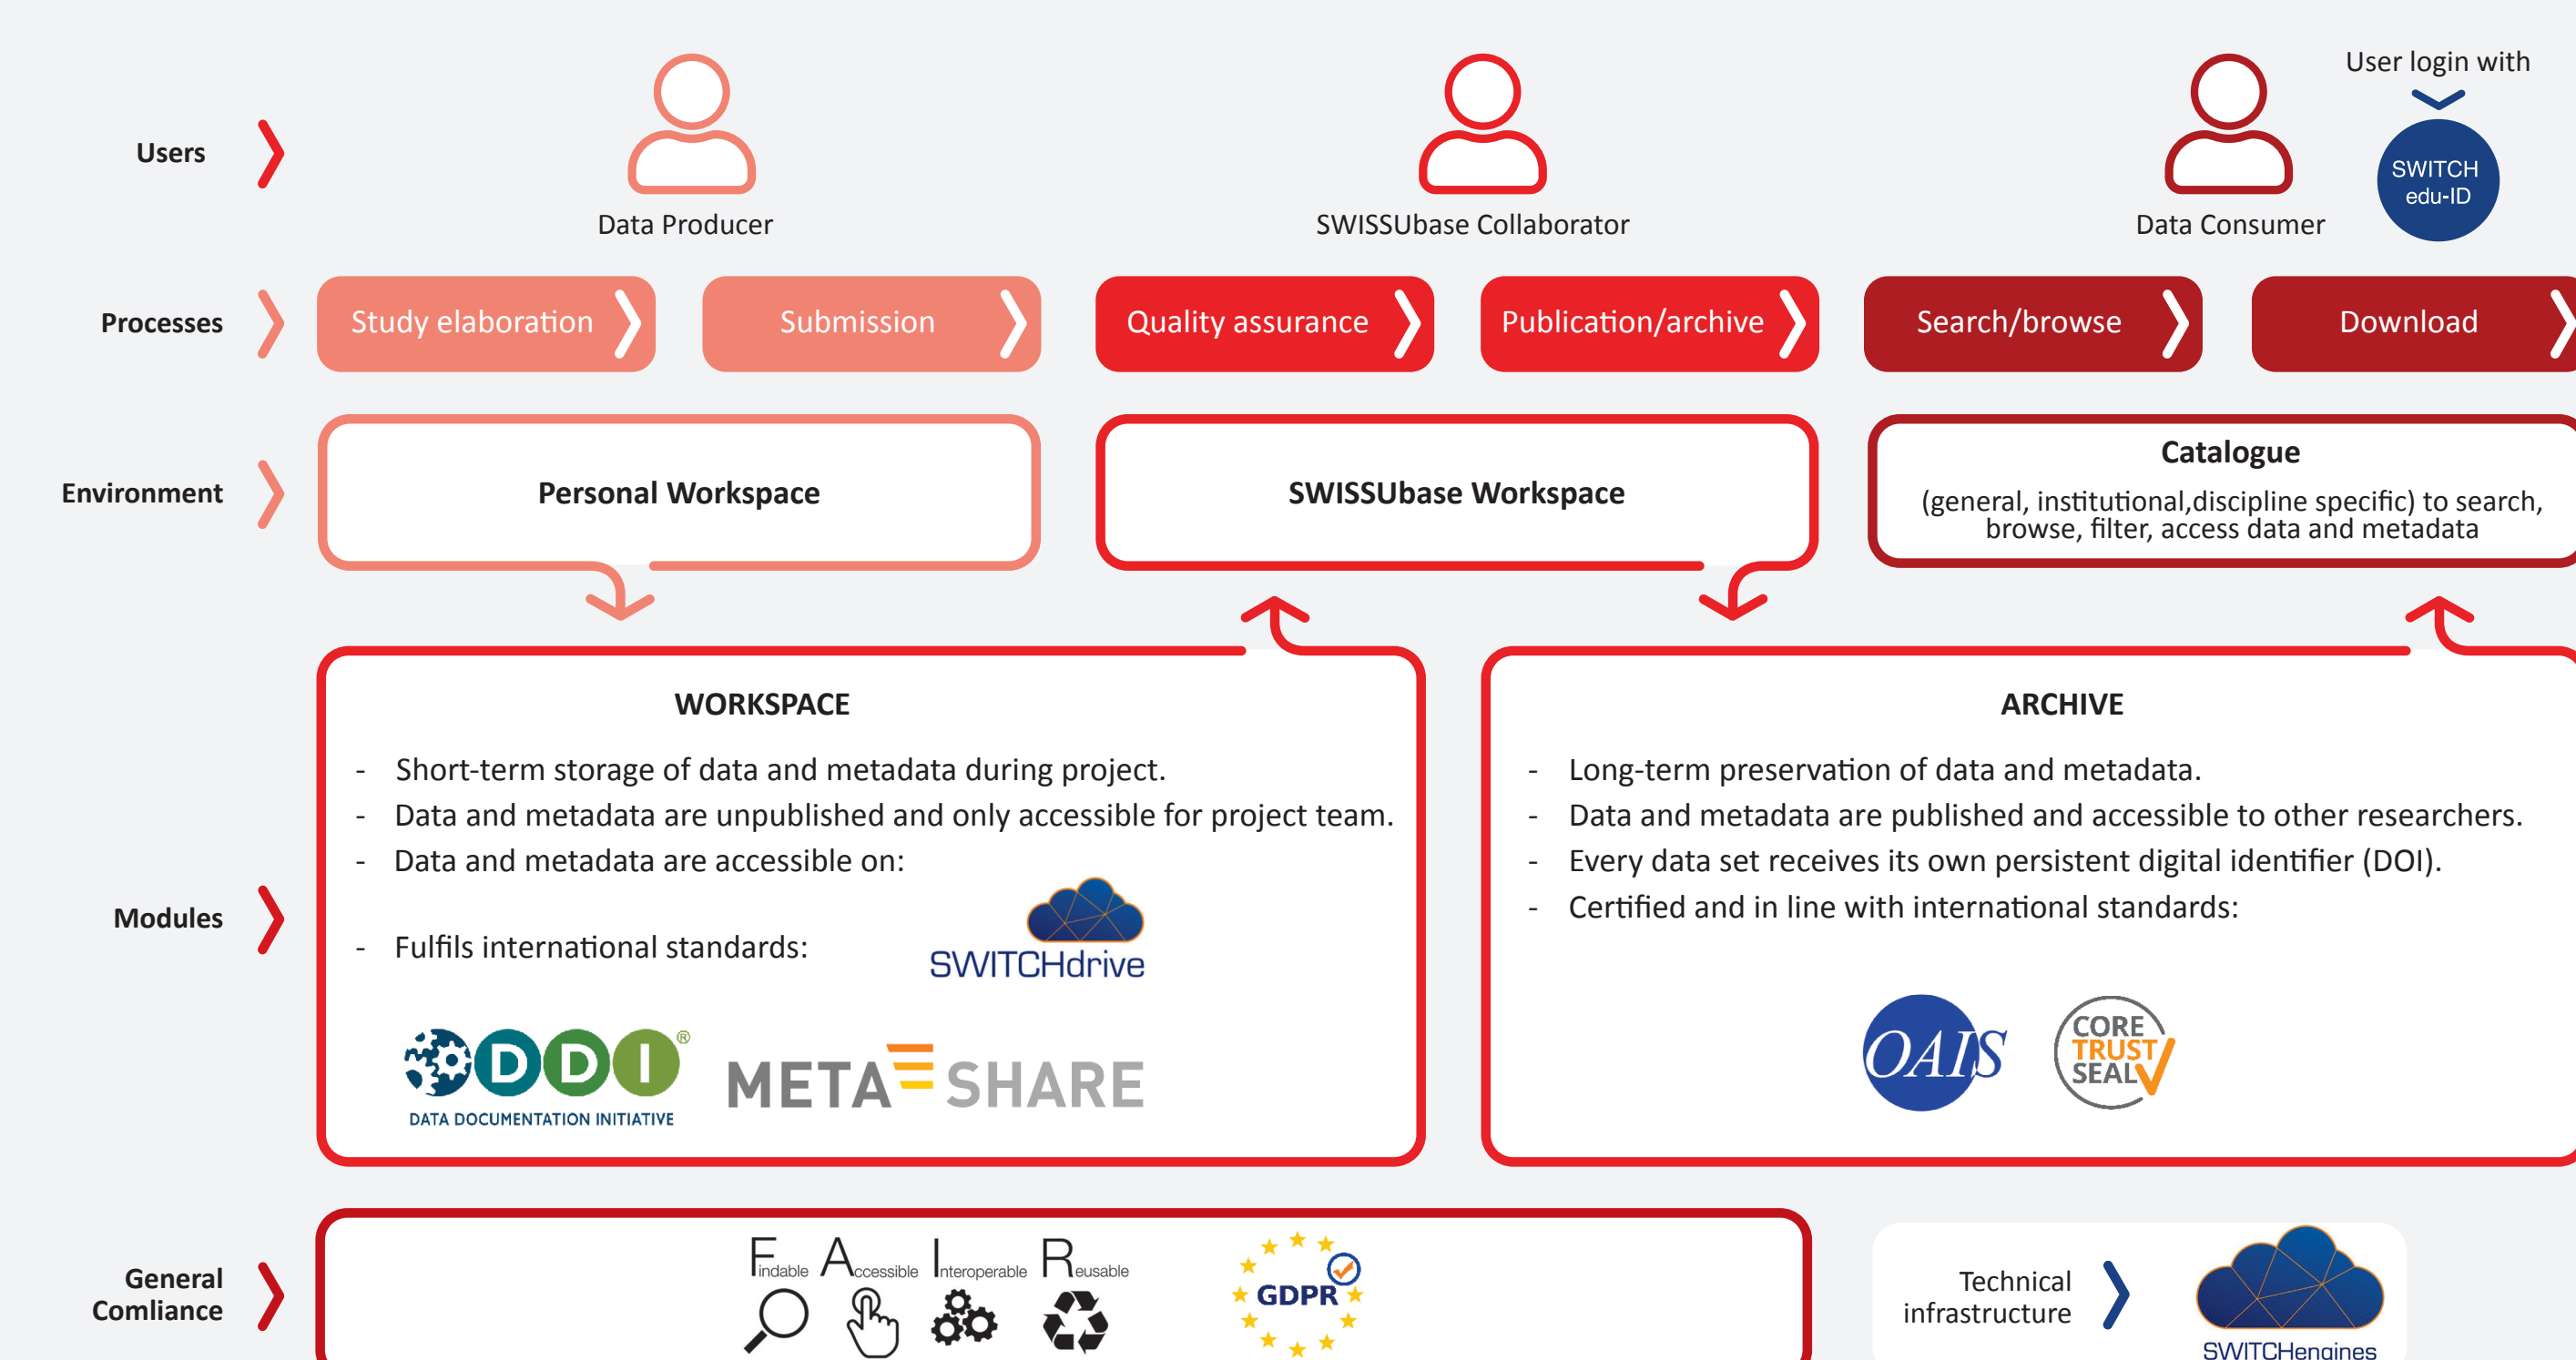 User login with
SWITCH
edu-ID
Users
Data Producer
SWISSUbase Collaborator
Data Consumer
Processes
Study elaboration
Submission
Quality assurance
Publication/archive
Search/browse
Download
Environment
Personal Workspace
SWISSUbase Workspace
Catalogue
(general, institutional,discipline specific) to search,
browse, filter, access data and metadata
Modules
WORKSPACE
- Short-term storage of data and metadata during project.
- Data and metadata are unpublished and only accessible for project team.
- Data and metadata are accessible on:
SWITCHdrive
- Fulfils international standards:
DDI®
DATA DOCUMENTATION INITIATIVE
META SHARE
ARCHIVE
- Long-term preservation of data and metadata.
- Data and metadata are published and accessible to other researchers.
- Every data set receives its own persistent digital identifier (DOI).
- Certified and in line with international standards:
OAIS
CORE
TRUST
SEAL
General
Comliance
Findable Accessible Interoperable Reusable
GDPR
Technical
infrastructure
SWITCHengines